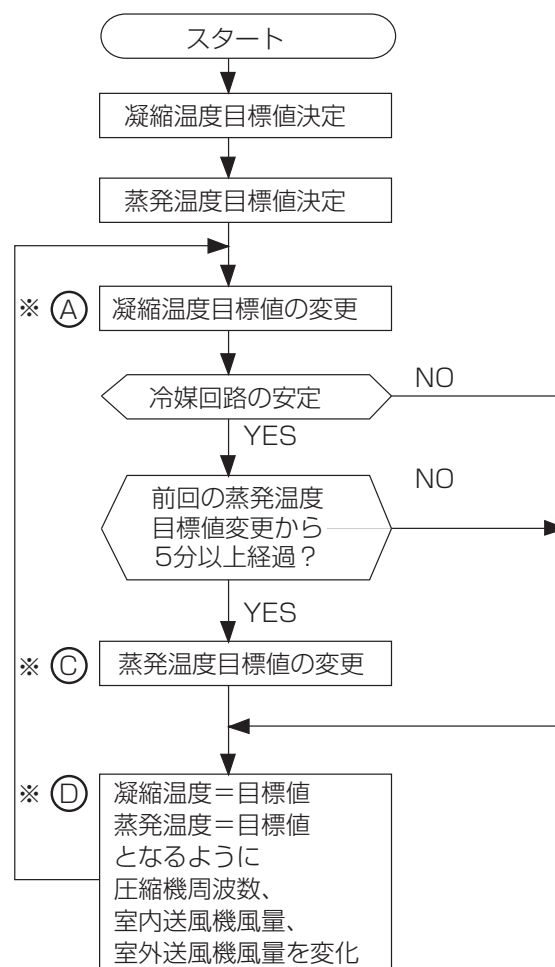 スタート
凝縮温度目標値決定
蒸発温度目標値決定
※ Ⓐ 凝縮温度目標値の変更
冷媒回路の安定
NO
YES
前回の蒸発温度
目標値変更から
5分以上経過？
NO
YES
※ Ⓒ 蒸発温度目標値の変更
※ Ⓓ 凝縮温度＝目標値
蒸発温度＝目標値
となるように
圧縮機周波数、
室内送風機風量、
室外送風機風量を変化